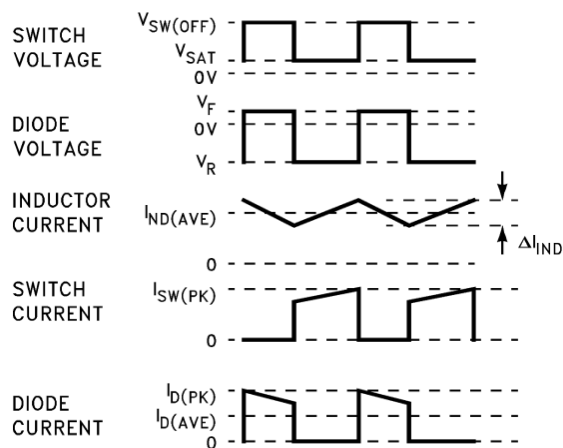 SWITCH
VOLTAGE
VSW(OFF)
VSAT
0V
DIODE
VOLTAGE
VF
0V
VR
INDUCTOR
CURRENT
IND(AVE)
ΔIIND
0
SWITCH
CURRENT
ISW(PK)
0
DIODE
CURRENT
ID(PK)
ID(AVE)
0